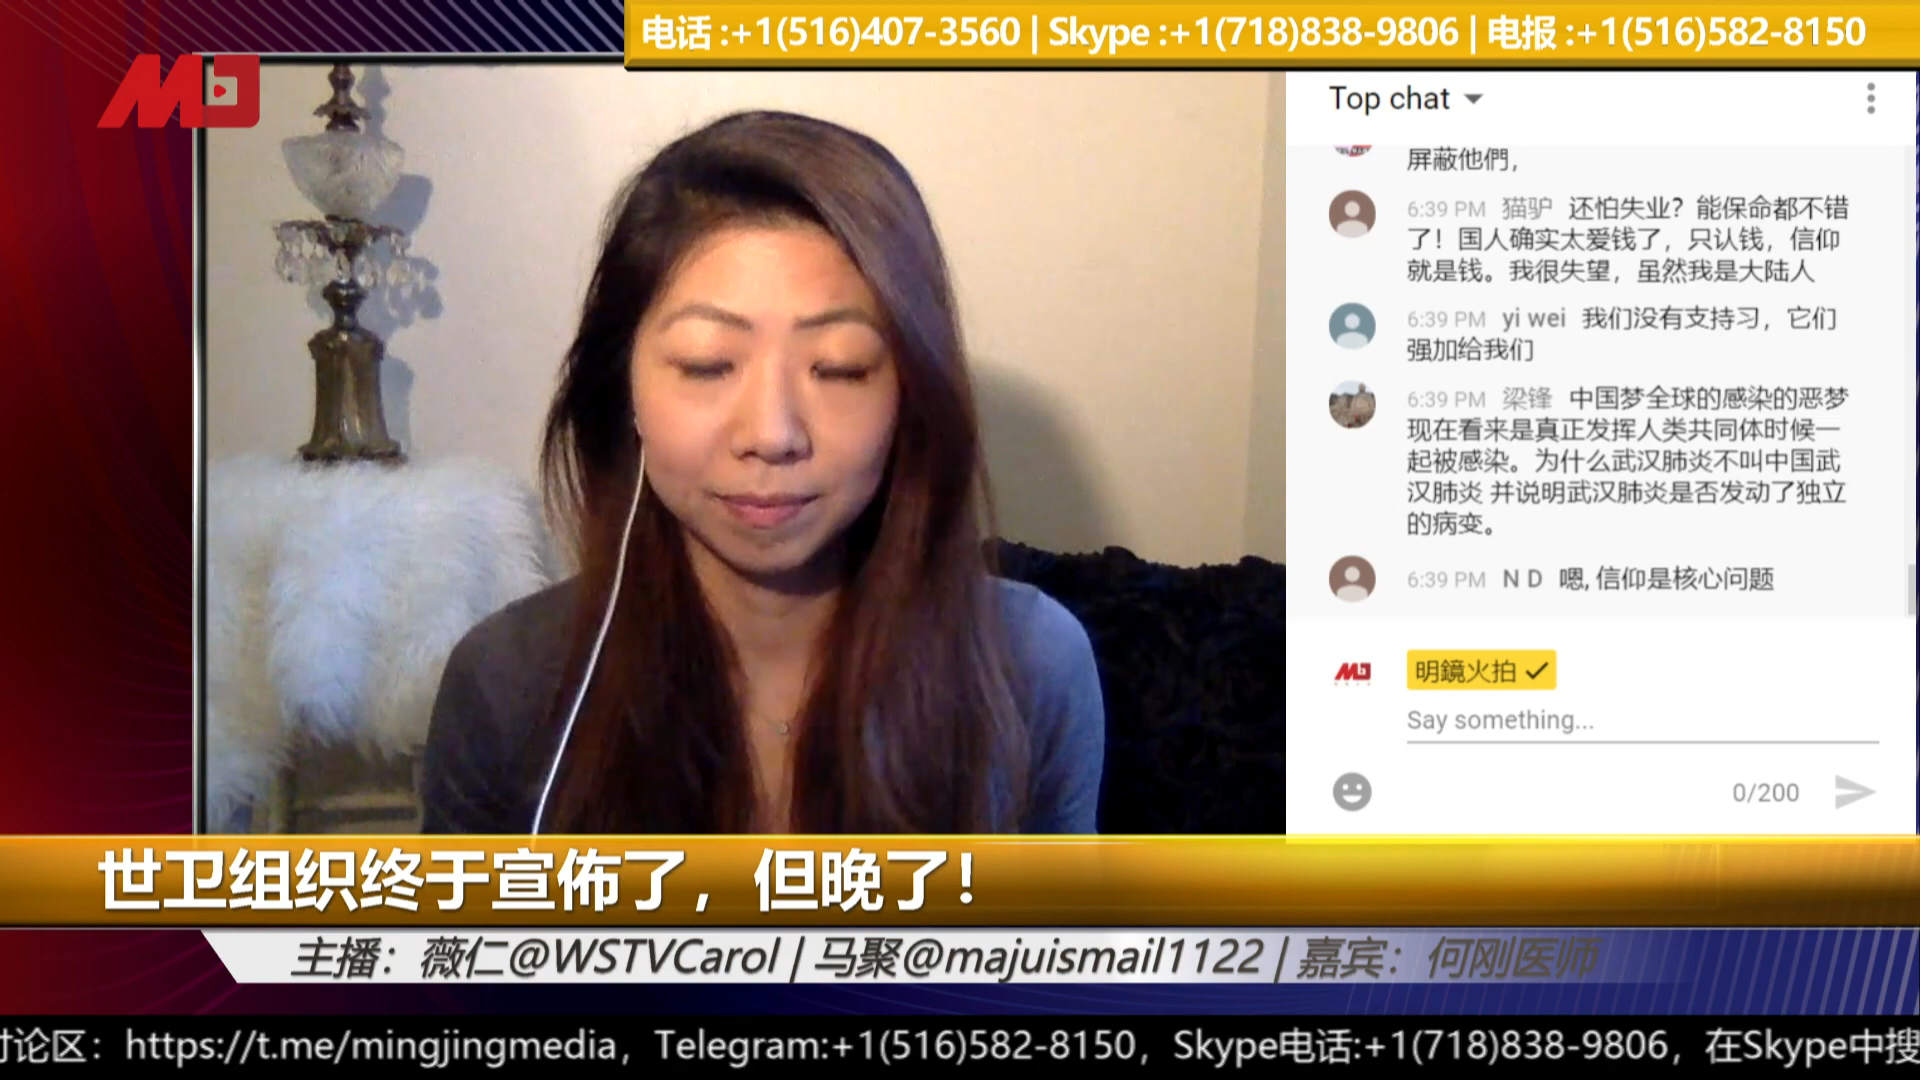 电话 :+1(516)407-3560 | Skype :+1(718)838-9806 | 电报 :+1(516)582-8150
Top chat
屏蔽他們，
6:39 PM 猫驴 还怕失业？能保命都不错
了！国人确实太爱钱了，只认钱，信仰
就是钱。我很失望，虽然我是大陆人
6:39 PM yi wei 我们没有支持习，它们
强加给我们
6:39 PM 梁锋 中国梦全球的感染的恶梦
现在看来是真正发挥人类共同体时候一
起被感染。为什么武汉肺炎不叫中国武
汉肺炎 并说明武汉肺炎是否发动了独立
的病变。
6:39 PM N D 嗯, 信仰是核心问题
明鏡火拍
Say something...
0/200
世卫组织终于宣佈了，但晚了！
主播：薇仁@WSTVCarol | 马聚@majuismail1122 | 嘉宾：何刚医师
讨论区：https://t.me/mingjingmedia，Telegram:+1(516)582-8150，Skype电话:+1(718)838-9806，在Skype中搜